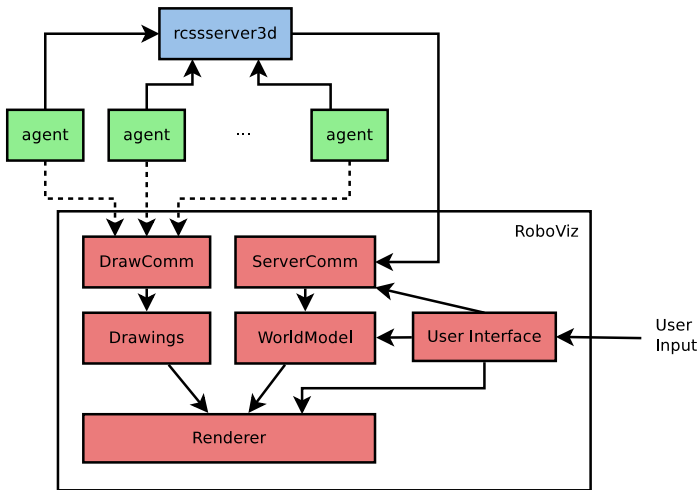 rcssserver3d
agent
agent
...
agent
RoboViz
DrawComm
ServerComm
Drawings
WorldModel
User Interface
User
Input
Renderer